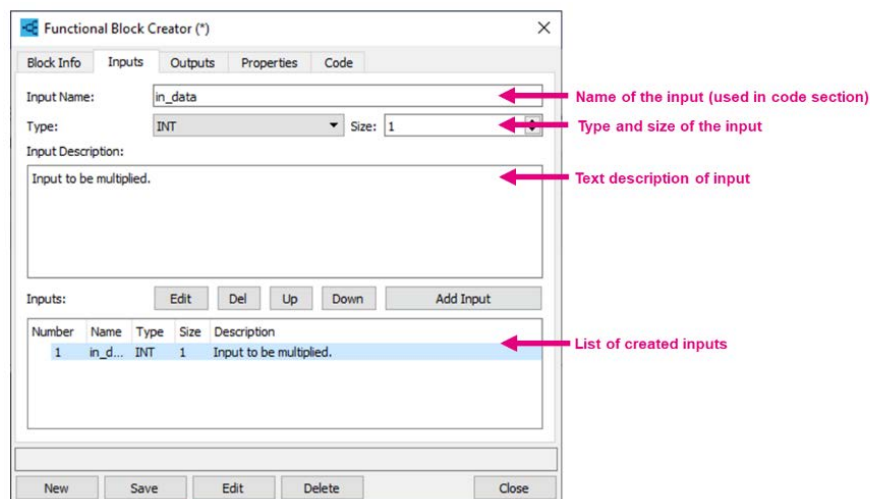 Functional Block Creator (*)
Block Info Inputs Outputs Properties Code
Input Name: in_data Name of the input (used in code section)
Type: INT Size: 1 Type and size of the input
Input Description:
Input to be multiplied. Text description of input
Inputs: Edit Del Up Down Add Input
Number Name Type Size Description
1 in_d... INT 1 Input to be multiplied. List of created inputs
New Save Edit Delete Close